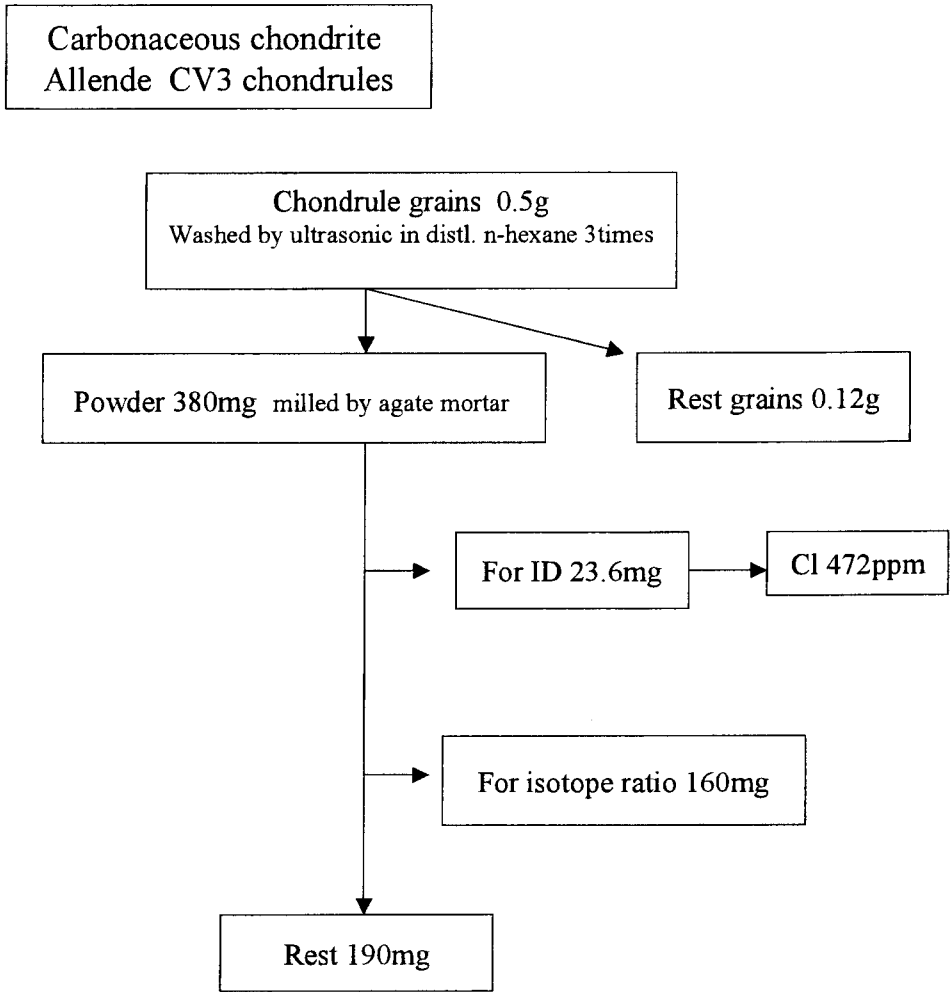 Carbonaceous chondrite
Allende CV3 chondrules
Chondrule grains 0.5g
Washed by ultrasonic in distl. n-hexane 3times
Powder 380mg milled by agate mortar
Rest grains 0.12g
For ID 23.6mg
Cl 472ppm
For isotope ratio 160mg
Rest 190mg